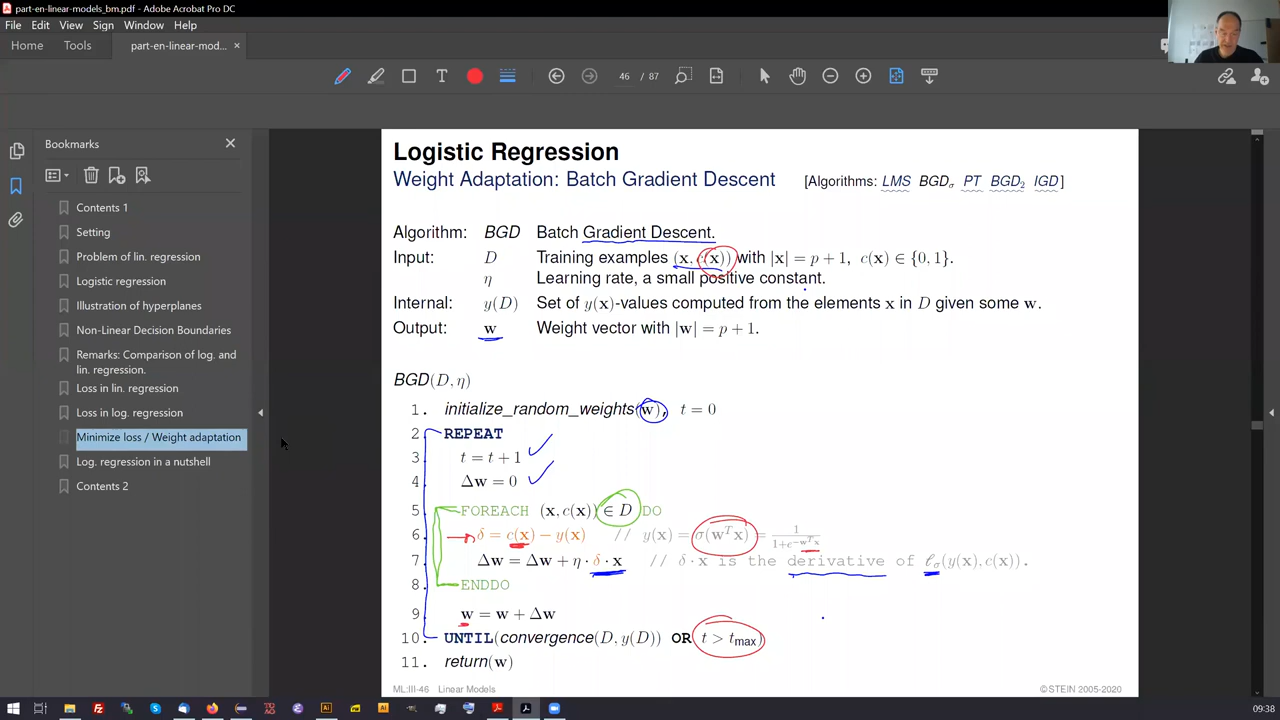 part-en-linear-models_bm.pdf - Adobe Acrobat Pro DC
File Edit View Sign Window Help
Home Tools part-en-linear-mod... ×
46 / 87
Bookmarks
Contents 1
Setting
Problem of lin. regression
Logistic regression
Illustration of hyperplanes
Non-Linear Decision Boundaries
Remarks: Comparison of log. and
lin. regression.
Loss in lin. regression
Loss in log. regression
Minimize loss / Weight adaptation
Log. regression in a nutshell
Contents 2
Logistic Regression
Weight Adaptation: Batch Gradient Descent [Algorithms: LMS BGDσ PT BGD₂ IGD]
Algorithm: BGD Batch Gradient Descent.
Input: D Training examples (x, c(x)) with |x| = p + 1, c(x) ∈ {0, 1}.
η Learning rate, a small positive constant.
Internal: y(D) Set of y(x)-values computed from the elements x in D given some w.
Output: w Weight vector with |w| = p + 1.
BGD(D, η)
1. initialize_random_weights(w), t = 0
2. REPEAT
3. t = t + 1
4. Δw = 0
5. FOREACH (x, c(x)) ∈ D DO
6. δ = c(x) − y(x) // y(x) = σ(wᵀx) = 1/(1+e^(−wᵀx))
7. Δw = Δw + η · δ · x // δ · x is the derivative of ℓσ(y(x), c(x)).
8. ENDDO
9. w = w + Δw
10. UNTIL(convergence(D, y(D)) OR t > tmax)
11. return(w)
ML:III-46 Linear Models ©STEIN 2005-2020
09:38